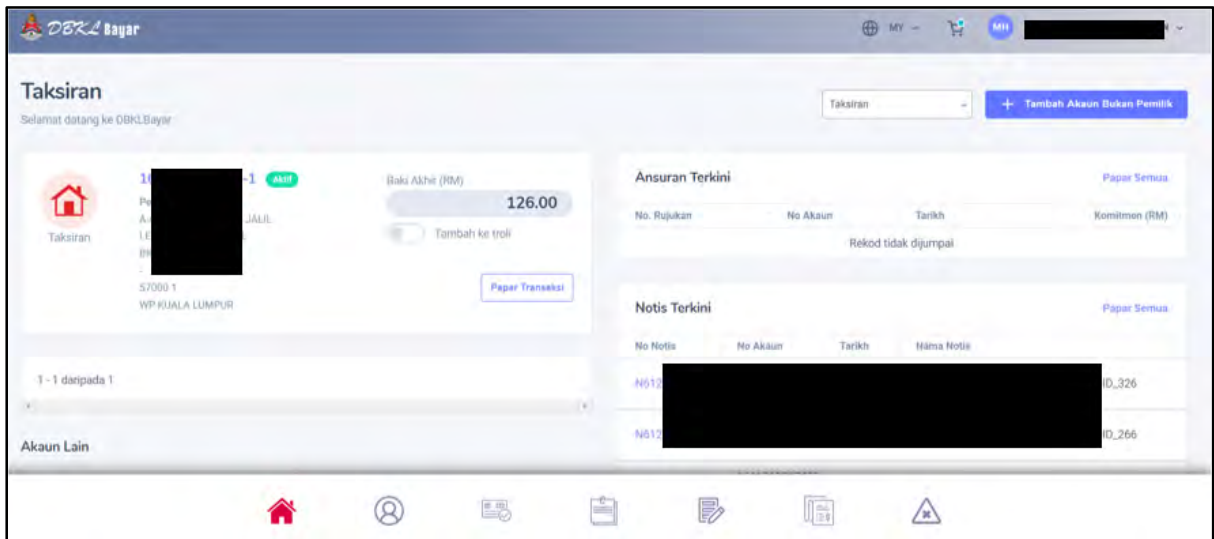 DBKL Bayar
MY
MH
Taksiran
Selamat datang ke DBKLBayar
Taksiran
+ Tambah Akaun Bukan Pemilik
-1 Aktif
JALIL
57000 1
WP KUALA LUMPUR
Taksiran
Baki Akhir (RM)
126.00
Tambah ke troli
Papar Transaksi
1 - 1 daripada 1
Akaun Lain
Ansuran Terkini
Papar Semua
No. Rujukan No Akaun Tarikh Komitmen (RM)
Rekod tidak dijumpai
Notis Terkini
Papar Semua
No Notis No Akaun Tarikh Nama Notis
N612 ID_326
N612 ID_266